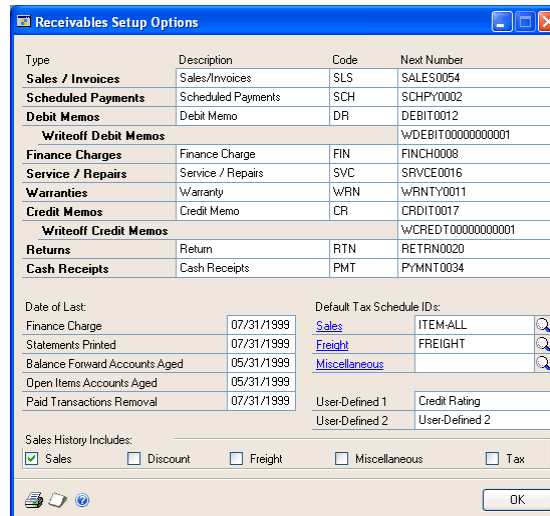 Receivables Setup Options
Type Description Code Next Number
Sales / Invoices Sales/Invoices SLS SALES0054
Scheduled Payments Scheduled Payments SCH SCHPY0002
Debit Memos Debit Memo DR DEBIT0012
Writeoff Debit Memos WDEBIT00000000001
Finance Charges Finance Charge FIN FINCH0008
Service / Repairs Service / Repairs SVC SRVCE0016
Warranties Warranty WRN WRNTY0011
Credit Memos Credit Memo CR CRDIT0017
Writeoff Credit Memos WCREDT00000000001
Returns Return RTN RETRN0020
Cash Receipts Cash Receipts PMT PYMNT0034
Date of Last: Default Tax Schedule IDs:
Finance Charge 07/31/1999 Sales ITEM-ALL
Statements Printed 07/31/1999 Freight FREIGHT
Balance Forward Accounts Aged 05/31/1999 Miscellaneous
Open Items Accounts Aged 05/31/1999
Paid Transactions Removal 07/31/1999 User-Defined 1 Credit Rating
User-Defined 2 User-Defined 2
Sales History Includes:
Sales Discount Freight Miscellaneous Tax
OK